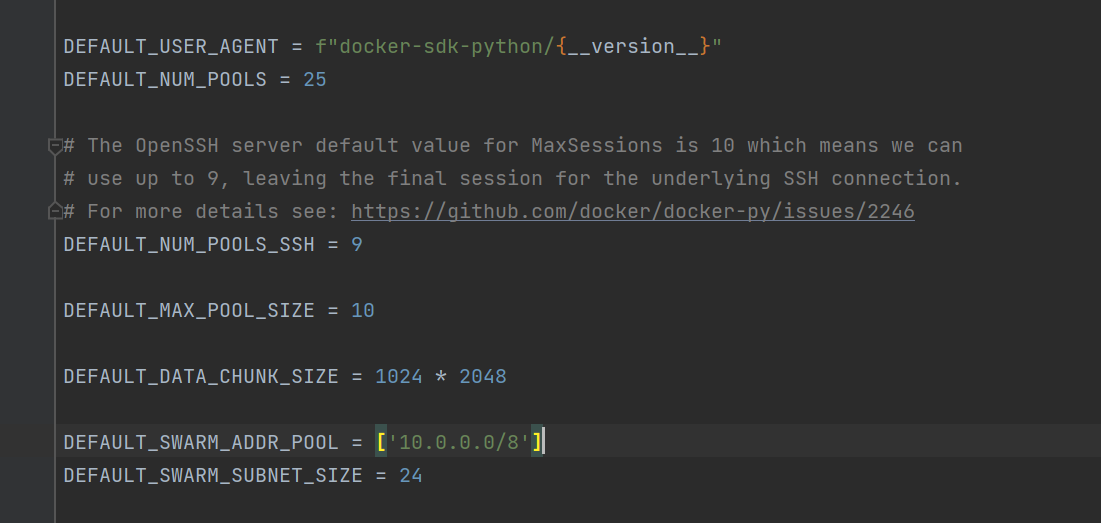 DEFAULT_USER_AGENT = f"docker-sdk-python/{__version__}"
DEFAULT_NUM_POOLS = 25
# The OpenSSH server default value for MaxSessions is 10 which means we can
# use up to 9, leaving the final session for the underlying SSH connection.
# For more details see: https://github.com/docker/docker-py/issues/2246
DEFAULT_NUM_POOLS_SSH = 9
DEFAULT_MAX_POOL_SIZE = 10
DEFAULT_DATA_CHUNK_SIZE = 1024 * 2048
DEFAULT_SWARM_ADDR_POOL = ['10.0.0.0/8']
DEFAULT_SWARM_SUBNET_SIZE = 24